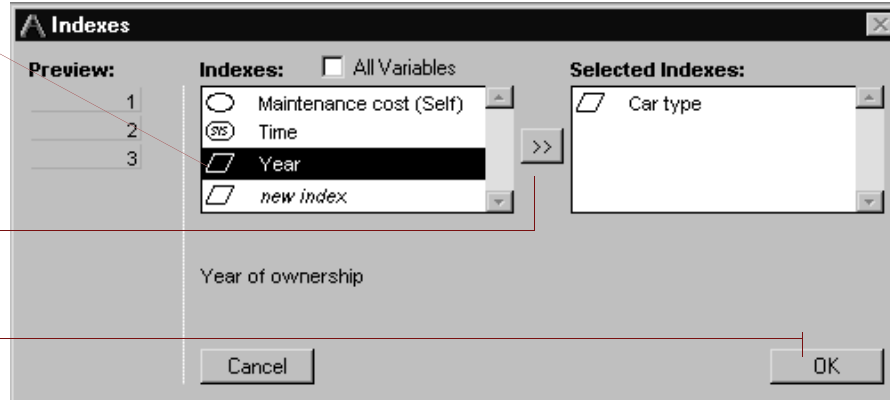 Indexes
Preview:
1
2
3
Indexes:
All Variables
Maintenance cost (Self)
SYS Time
Year
new index
>>
Selected Indexes:
Car type
Year of ownership
Cancel
OK